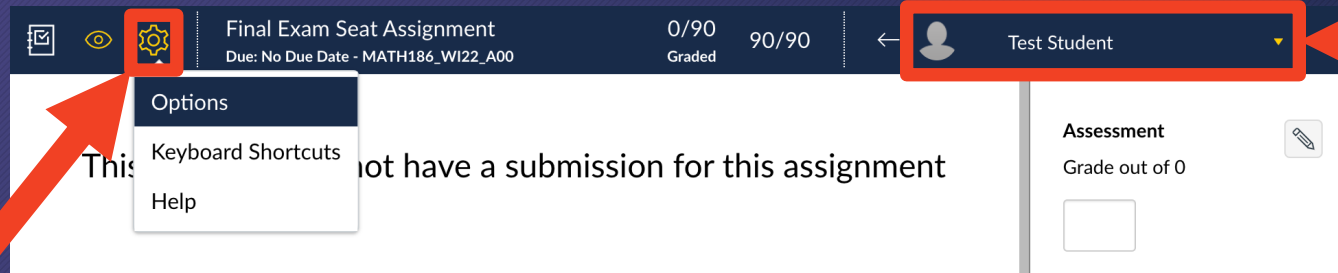 Final Exam Seat Assignment
Due: No Due Date - MATH186_WI22_A00
0/90
Graded
90/90
Test Student
Options
Keyboard Shortcuts
Help
This not have a submission for this assignment
Assessment
Grade out of 0